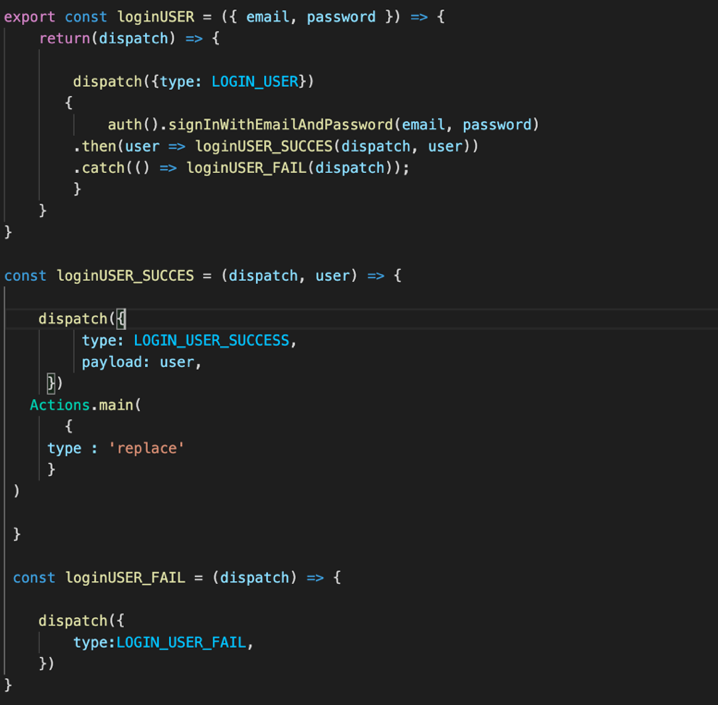 export const loginUSER = ({ email, password }) => {
return(dispatch) => {
dispatch({type: LOGIN_USER})
{
auth().signInWithEmailAndPassword(email, password)
.then(user => loginUSER_SUCCES(dispatch, user))
.catch(() => loginUSER_FAIL(dispatch));
}
}
}
const loginUSER_SUCCES = (dispatch, user) => {
dispatch({
type: LOGIN_USER_SUCCESS,
payload: user,
})
Actions.main(
{
type : 'replace'
}
)
}
const loginUSER_FAIL = (dispatch) => {
dispatch({
type:LOGIN_USER_FAIL,
})
}